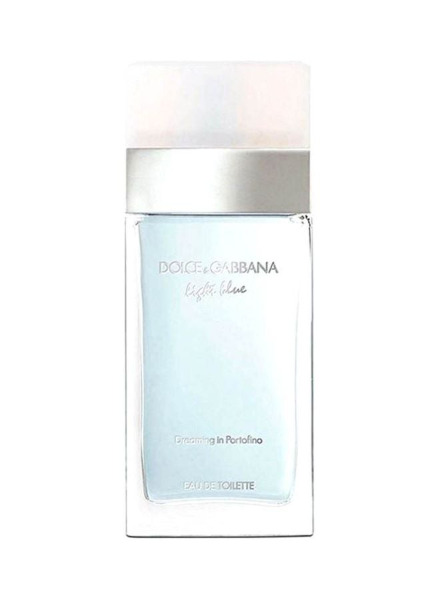 DOLCE & GABBANA
light blue
Dreaming in Portofino
EAU DE TOILETTE